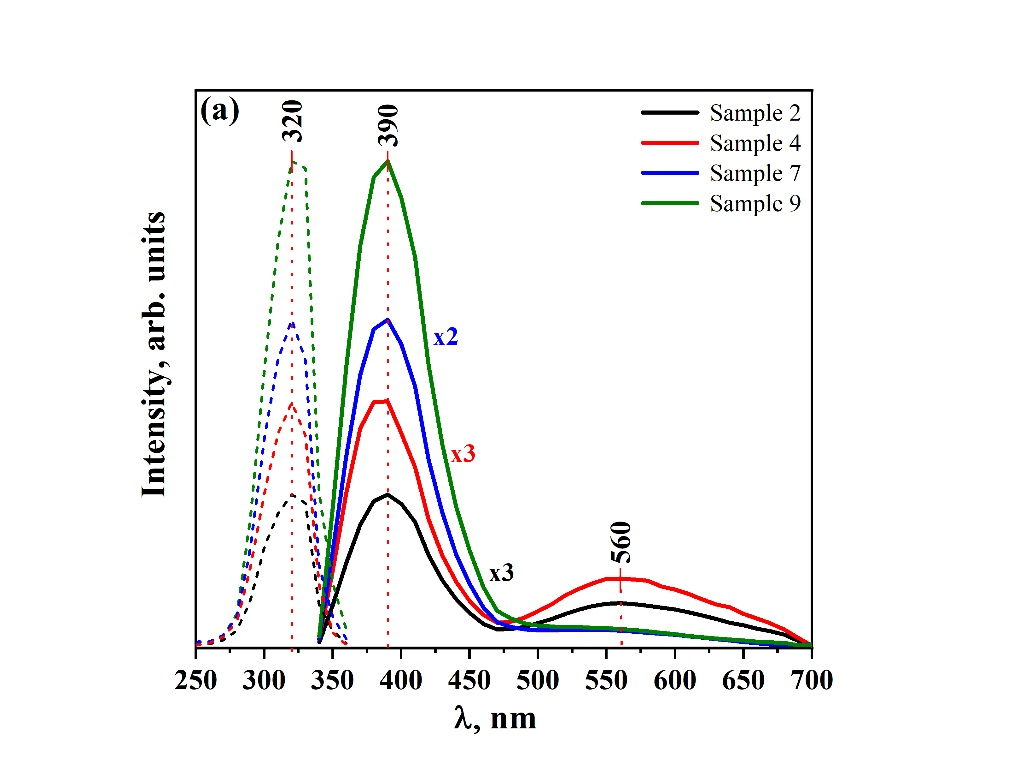 (a)
320
390
Sample 2
Sample 4
Sample 7
Sample 9
x2
x3
x3
560
Intensity, arb. units
250 300 350 400 450 500 550 600 650 700
λ, nm